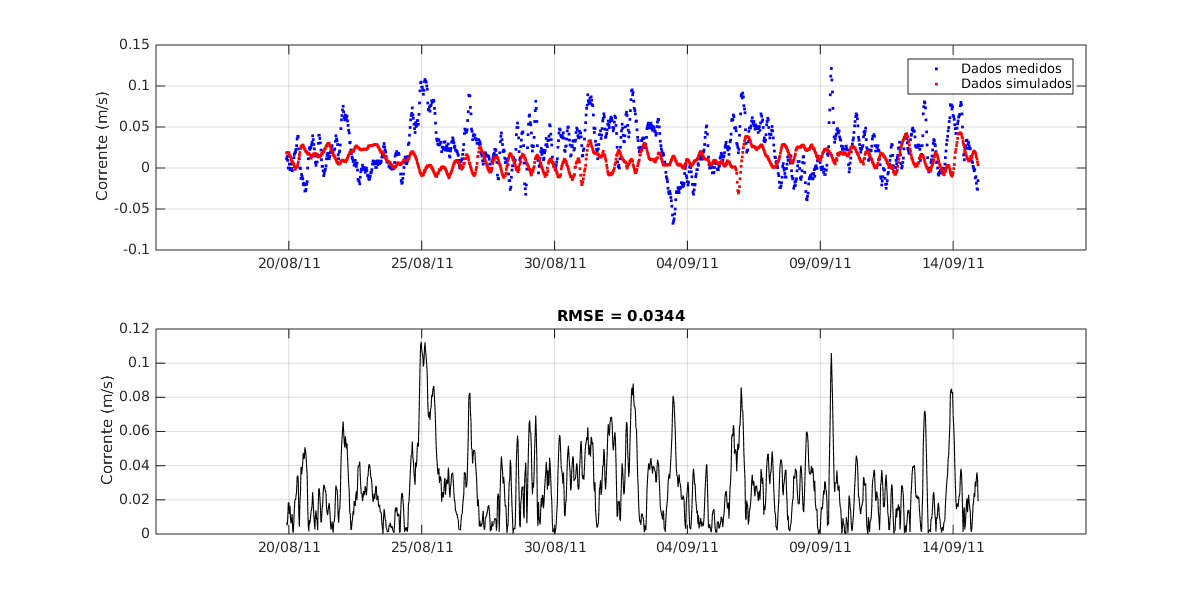 0.15
0.1
0.05
0
-0.05
-0.1
Corrente (m/s)
Dados medidos
Dados simulados
20/08/11 25/08/11 30/08/11 04/09/11 09/09/11 14/09/11
RMSE = 0.0344
0.12
0.1
0.08
0.06
0.04
0.02
0
Corrente (m/s)
20/08/11 25/08/11 30/08/11 04/09/11 09/09/11 14/09/11